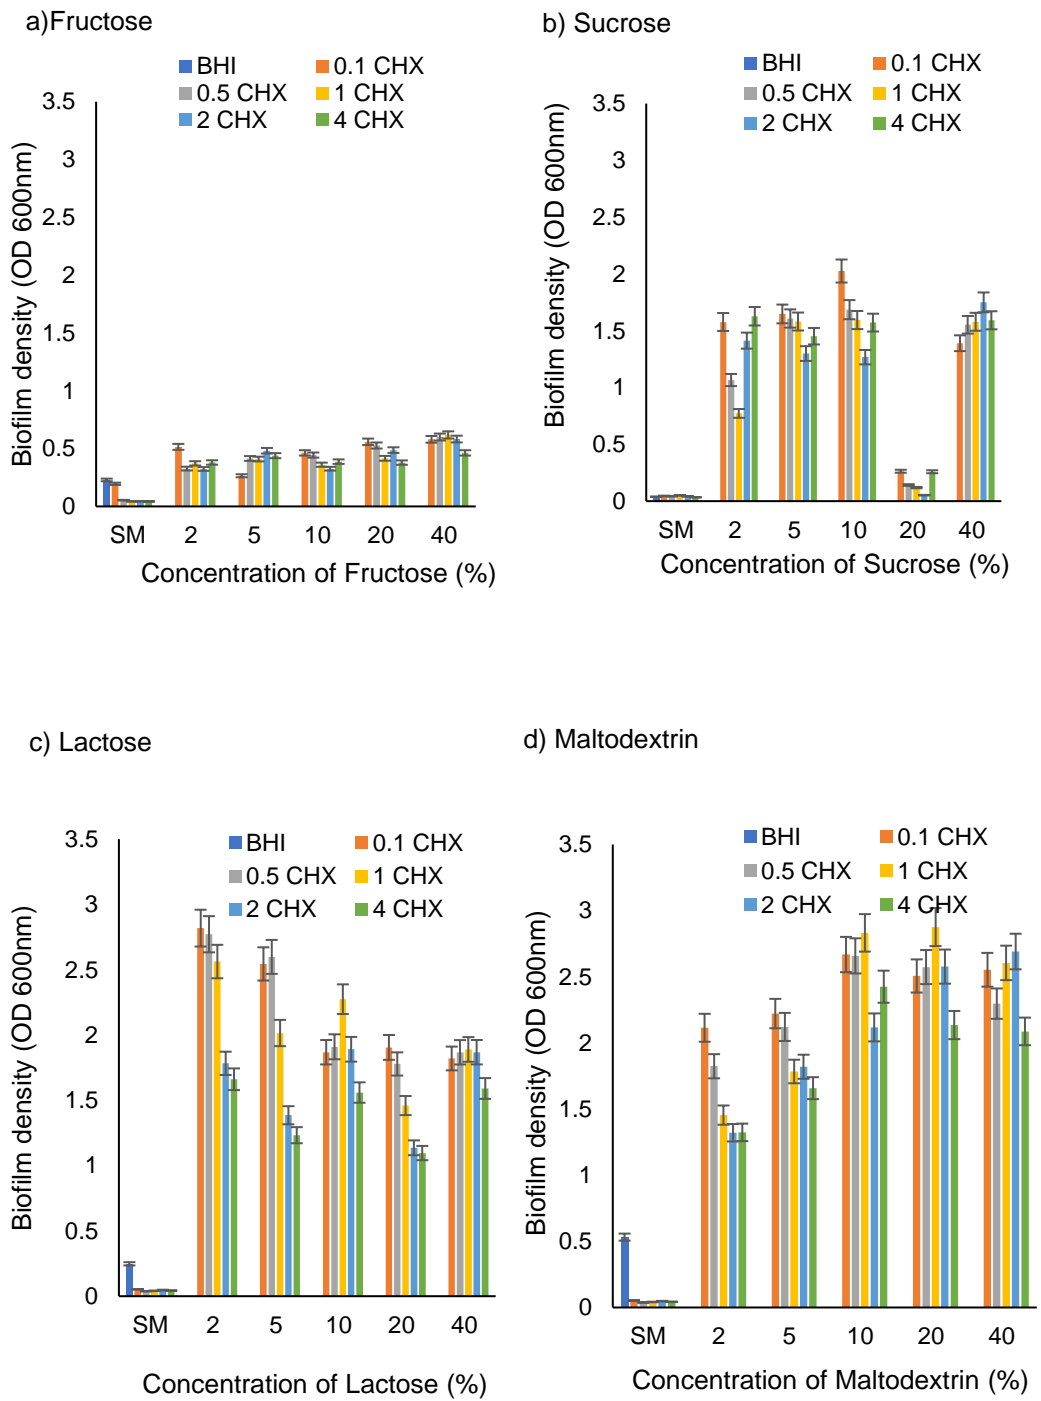 a)Fructose
BHI 0.1 CHX
0.5 CHX 1 CHX
2 CHX 4 CHX
3.5
3
2.5
2
1.5
1
0.5
0
Biofilm density (OD 600nm)
SM 2 5 10 20 40
Concentration of Fructose (%)
b) Sucrose
BHI 0.1 CHX
0.5 CHX 1 CHX
2 CHX 4 CHX
3.5
3
2.5
2
1.5
1
0.5
0
Biofilm density (OD 600nm)
SM 2 5 10 20 40
Concentration of Sucrose (%)
c) Lactose
BHI 0.1 CHX
0.5 CHX 1 CHX
2 CHX 4 CHX
3.5
3
2.5
2
1.5
1
0.5
0
Biofilm density (OD 600nm)
SM 2 5 10 20 40
Concentration of Lactose (%)
d) Maltodextrin
BHI 0.1 CHX
0.5 CHX 1 CHX
2 CHX 4 CHX
3.5
3
2.5
2
1.5
1
0.5
0
Biofilm density (OD 600nm)
SM 2 5 10 20 40
Concentration of Maltodextrin (%)